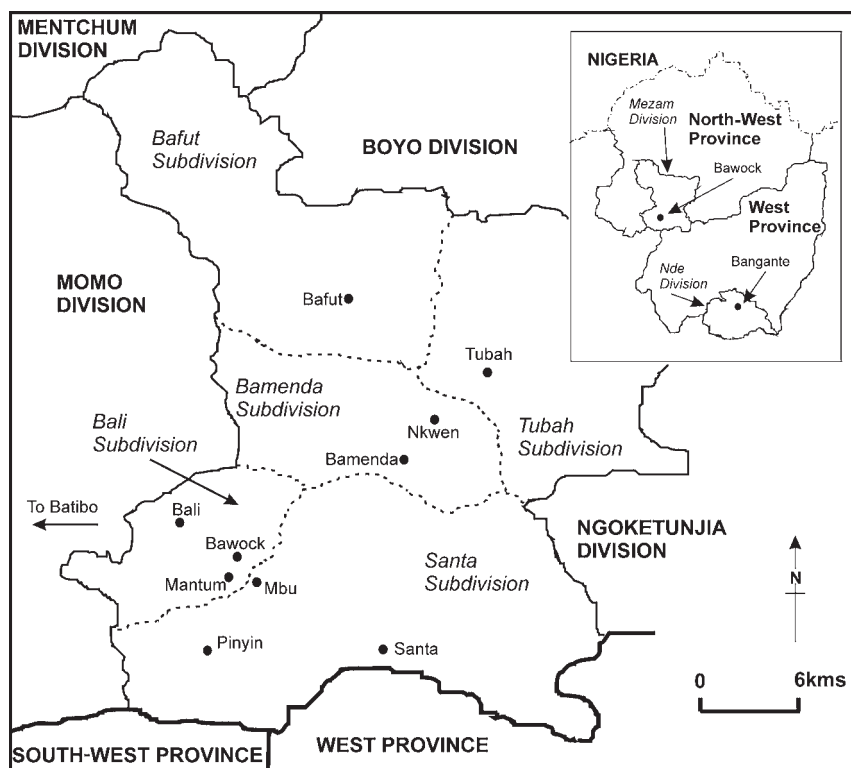 MENTCHUM
DIVISION
Bafut
Subdivision
BOYO DIVISION
MOMO
DIVISION
Bafut
Tubah
Bamenda
Subdivision
Nkwen
Tubah
Subdivision
Bali
Subdivision
Bamenda
To Batibo
Bali
NGOKETUNJIA
DIVISION
Bawock
Santa
Subdivision
Mantum
Mbu
Pinyin
Santa
SOUTH-WEST PROVINCE
WEST PROVINCE
NIGERIA
Mezam
Division
North-West
Province
Bawock
West
Province
Nde
Division
Bangante
N
0 6kms